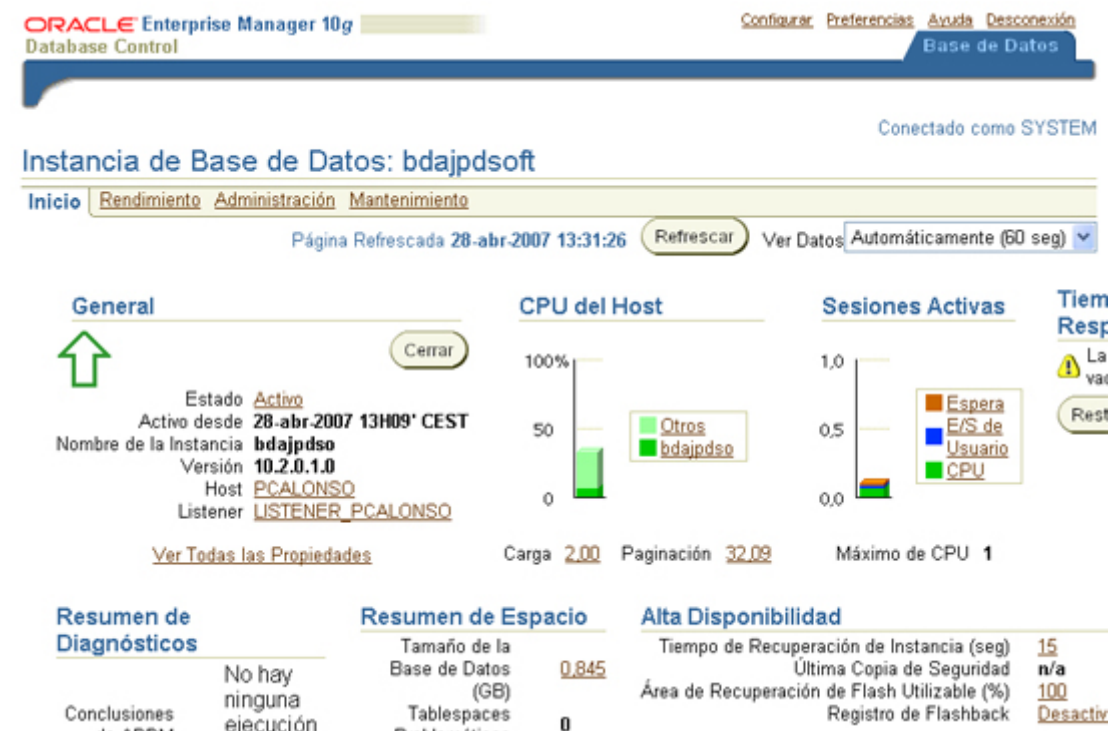 ORACLE Enterprise Manager 10g
Database Control
Configurar Preferencias Ayuda Desconexión
Base de Datos
Conectado como SYSTEM
Instancia de Base de Datos: bdajpdsoft
Inicio Rendimiento Administración Mantenimiento
Página Refrescada 28-abr-2007 13:31:26 Refrescar Ver Datos Automáticamente (60 seg)
General
Cerrar
Estado Activo
Activo desde 28-abr-2007 13H09' CEST
Nombre de la Instancia bdajpdso
Versión 10.2.0.1.0
Host PCALONSO
Listener LISTENER_PCALONSO
Ver Todas las Propiedades
CPU del Host
100%
50
0
Otros
bdajpdso
Carga 2,00 Paginación 32,09
Sesiones Activas
1,0
0,5
0,0
Espera
E/S de
Usuario
CPU
Máximo de CPU 1
Tiem
Resp
La
Rest
Resumen de
Diagnósticos
No hay
ninguna
ejecución
Conclusiones
Resumen de Espacio
Tamaño de la
Base de Datos 0,845
(GB)
Tablespaces
0
Alta Disponibilidad
Tiempo de Recuperación de Instancia (seg) 15
Última Copia de Seguridad n/a
Área de Recuperación de Flash Utilizable (%) 100
Registro de Flashback Desactiv